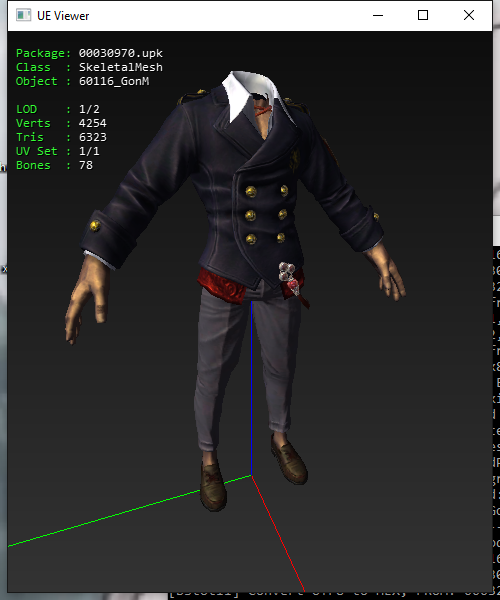 UE Viewer
Package: 00030970.upk
Class : SkeletalMesh
Object : 60116_GonM
LOD : 1/2
Verts : 4254
Tris : 6323
UV Set : 1/1
Bones : 78